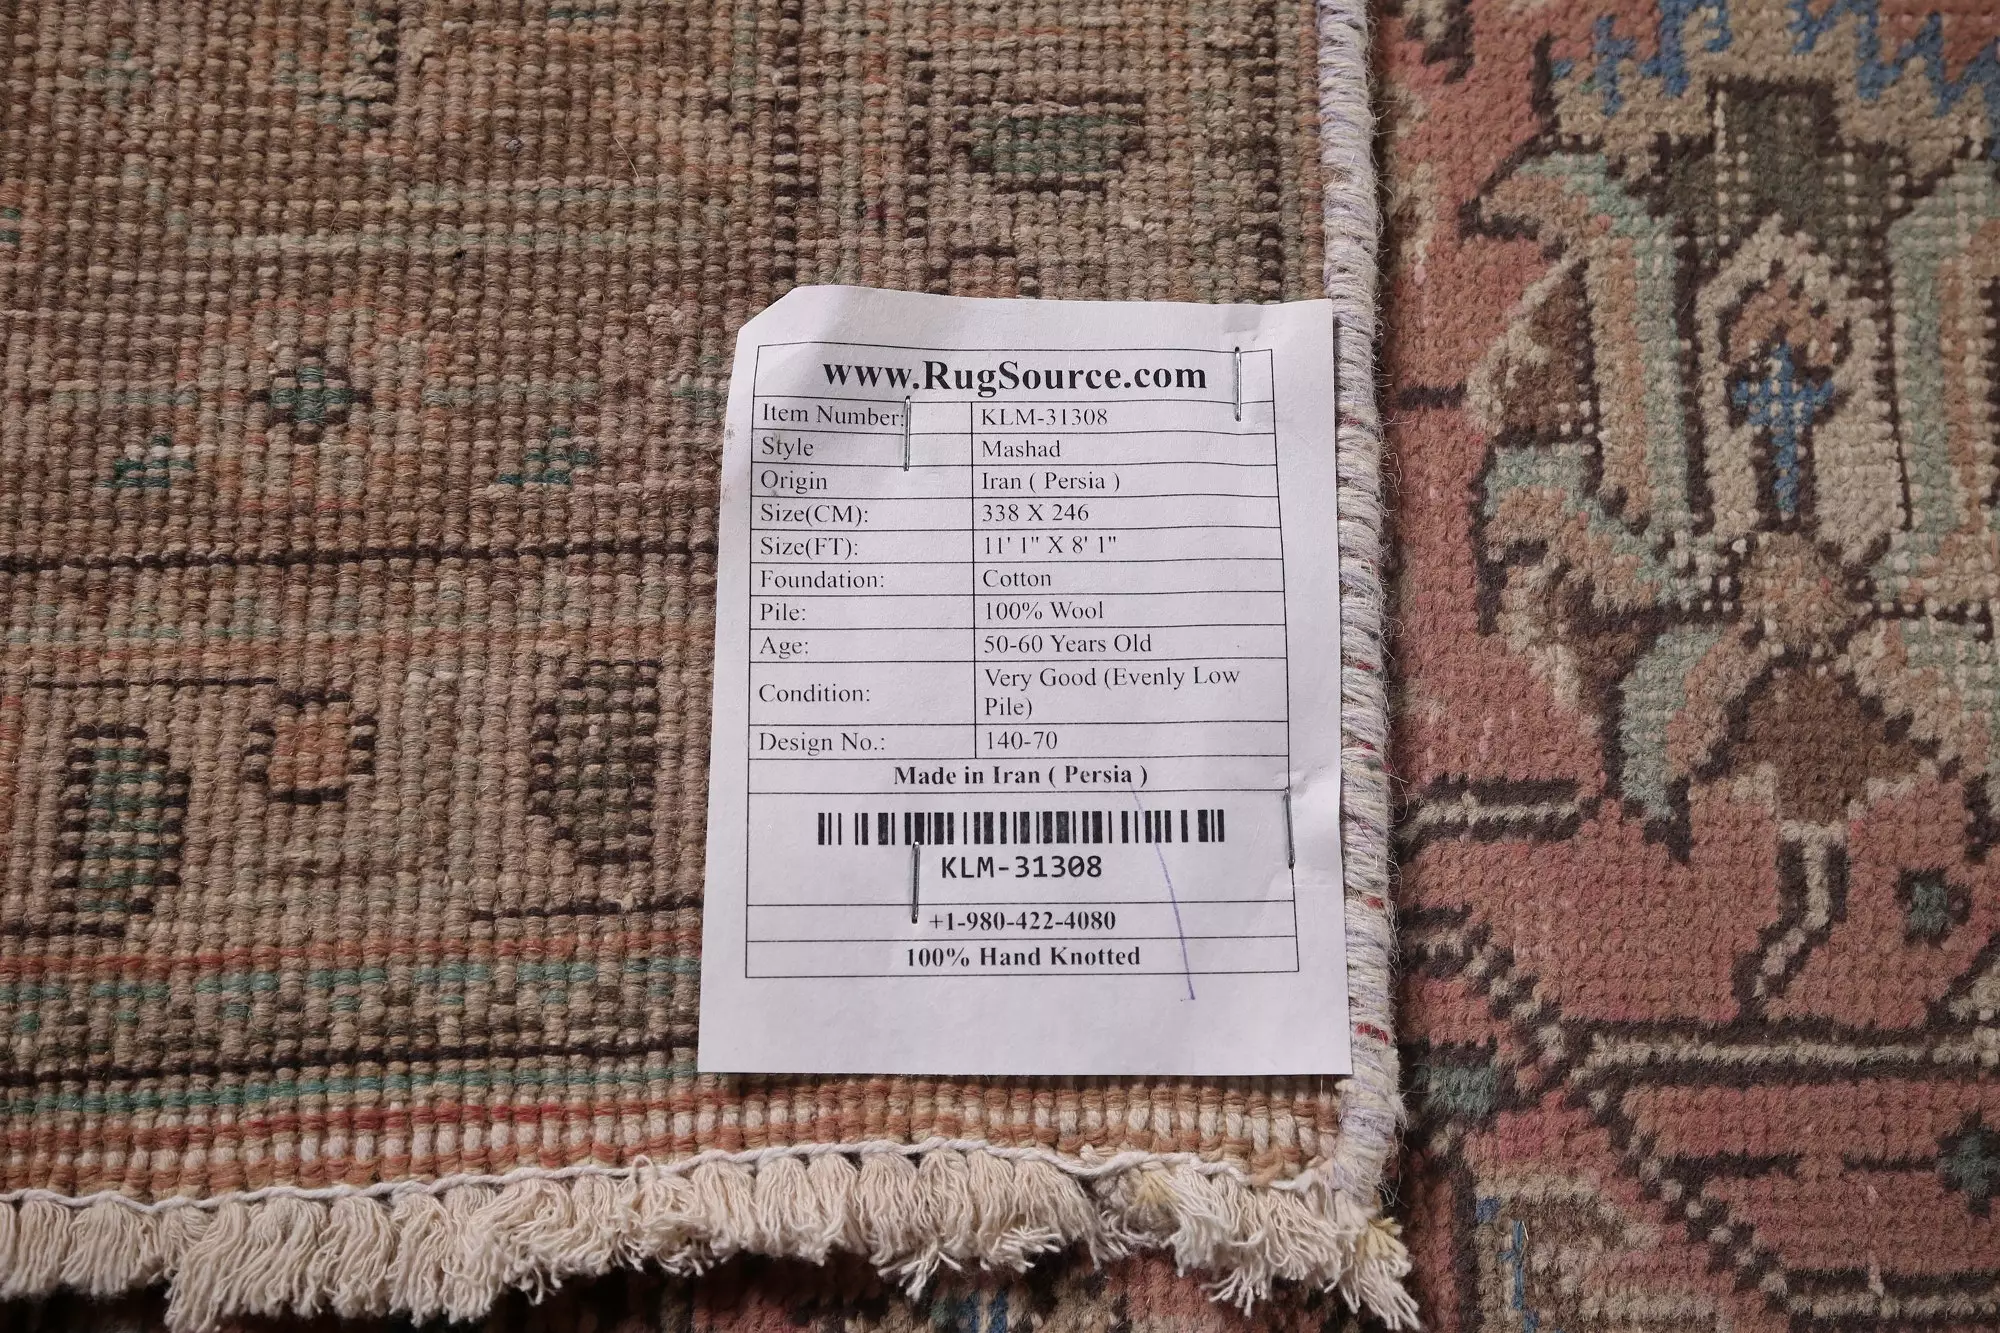 www.RugSource.com
Item Number: KLM-31308
Style Mashad
Origin Iran ( Persia )
Size(CM): 338 X 246
Size(FT): 11' 1" X 8' 1"
Foundation: Cotton
Pile: 100% Wool
Age: 50-60 Years Old
Condition: Very Good (Evenly Low
Pile)
Design No.: 140-70
Made in Iran ( Persia )
KLM-31308
+1-980-422-4080
100% Hand Knotted